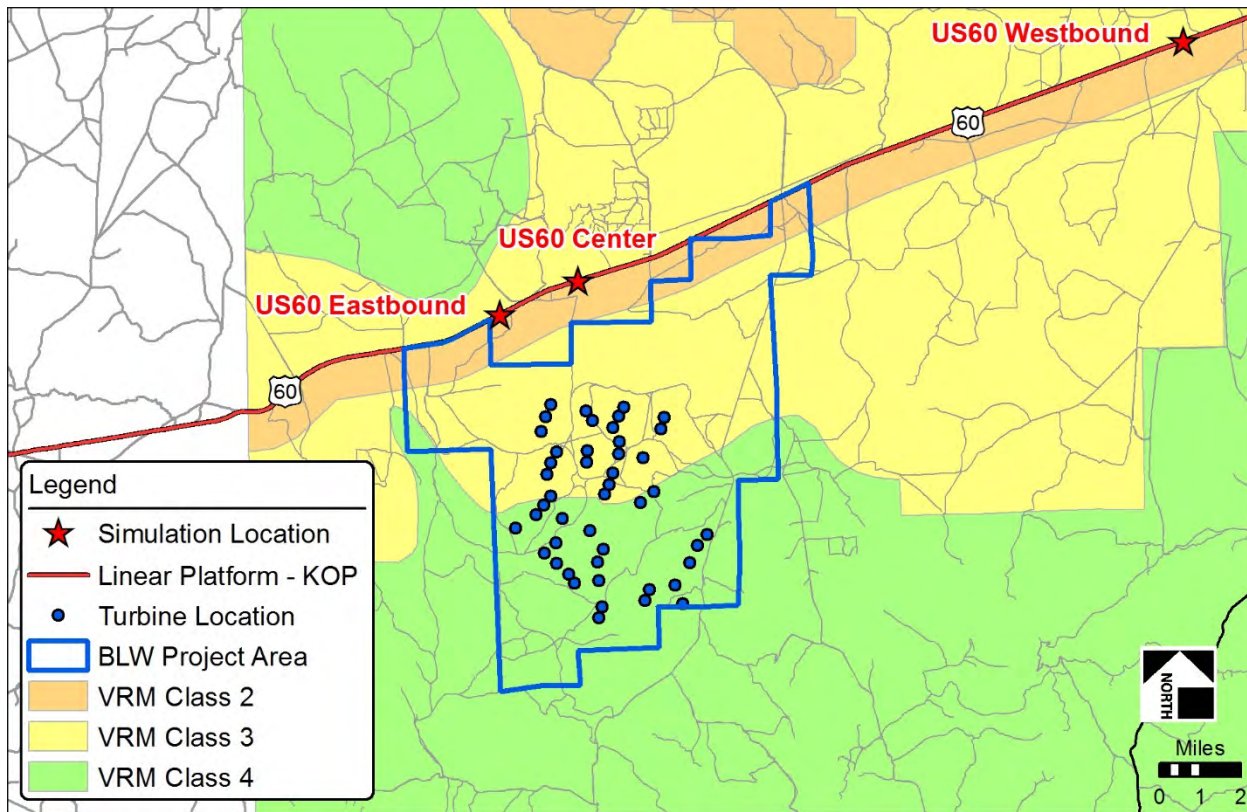 US60 Westbound
60
US60 Center
US60 Eastbound
60
Legend
Simulation Location
Linear Platform - KOP
Turbine Location
BLW Project Area
VRM Class 2
VRM Class 3
VRM Class 4
NORTH
Miles
0 1 2